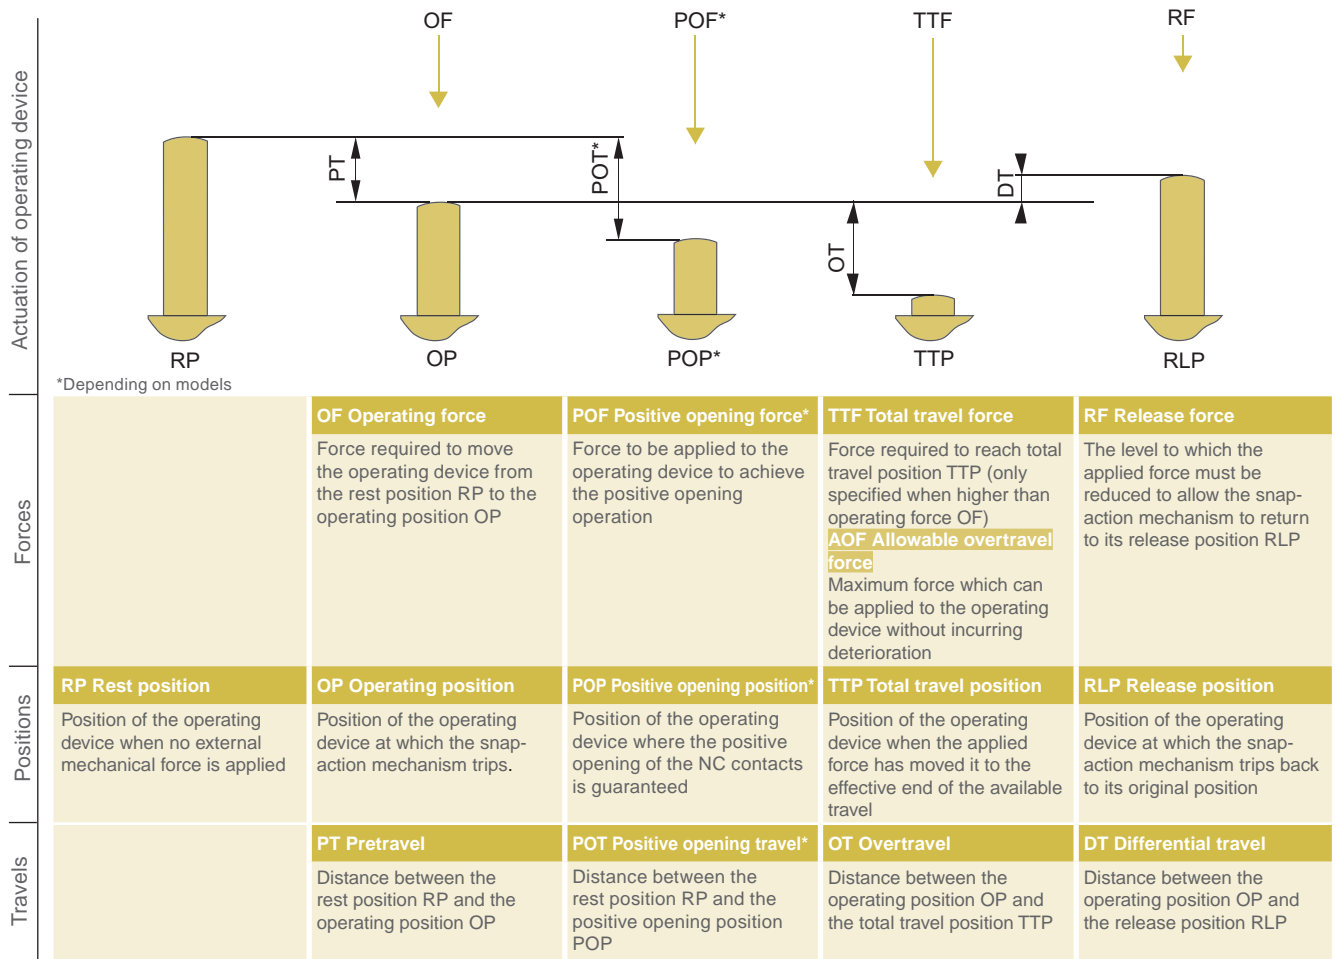 OF
POF*
TTF
RF
Actuation of operating device
PT
POT*
OT
DT
RP
OP
POP*
TTP
RLP
*Depending on models
Forces
OF Operating force
Force required to move
the operating device from
the rest position RP to the
operating position OP
POF Positive opening force*
Force to be applied to the
operating device to achieve
the positive opening
operation
TTF Total travel force
Force required to reach total
travel position TTP (only
specified when higher than
operating force OF)
AOF Allowable overtravel
force
Maximum force which can
be applied to the operating
device without incurring
deterioration
RF Release force
The level to which the
applied force must be
reduced to allow the snap-
action mechanism to return
to its release position RLP
Positions
RP Rest position
Position of the operating
device when no external
mechanical force is applied
OP Operating position
Position of the operating
device at which the snap-
action mechanism trips.
POP Positive opening position*
Position of the operating
device where the positive
opening of the NC contacts
is guaranteed
TTP Total travel position
Position of the operating
device when the applied
force has moved it to the
effective end of the available
travel
RLP Release position
Position of the operating
device at which the snap-
action mechanism trips back
to its original position
Travels
PT Pretravel
Distance between the
rest position RP and the
operating position OP
POT Positive opening travel*
Distance between the
rest position RP and the
positive opening position
POP
OT Overtravel
Distance between the
operating position OP and
the total travel position TTP
DT Differential travel
Distance between the
operating position OP and
the release position RLP